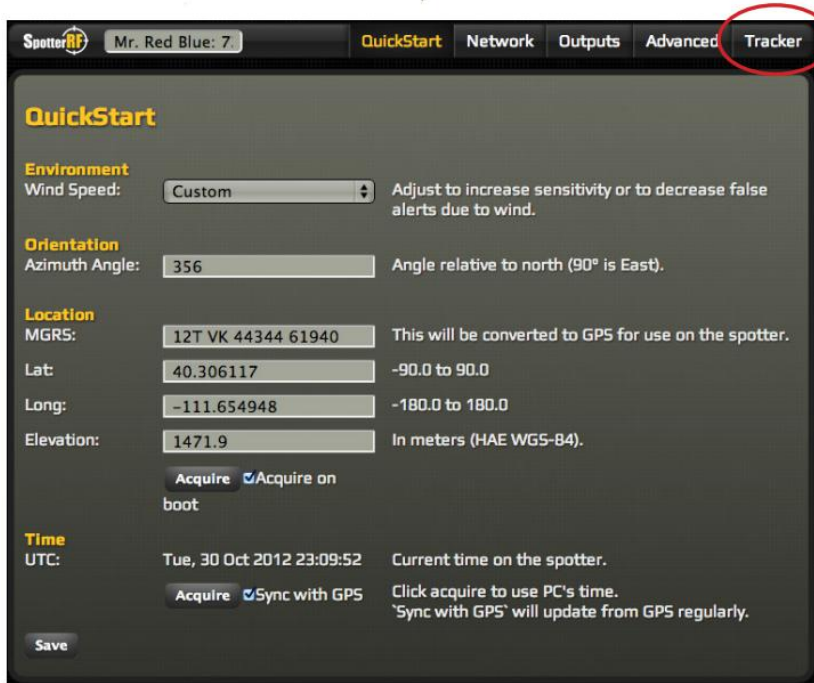 SpotterRF Mr. Red Blue: 7. QuickStart Network Outputs Advanced Tracker
QuickStart
Environment
Wind Speed: Custom Adjust to increase sensitivity or to decrease false
alerts due to wind.
Orientation
Azimuth Angle: 356 Angle relative to north (90° is East).
Location
MGRS: 12T VK 44344 61940 This will be converted to GPS for use on the spotter.
Lat: 40.306117 -90.0 to 90.0
Long: -111.654948 -180.0 to 180.0
Elevation: 1471.9 In meters (HAE WGS-84).
Acquire Acquire on
boot
Time
UTC: Tue, 30 Oct 2012 23:09:52 Current time on the spotter.
Acquire Sync with GPS Click acquire to use PC's time.
`Sync with GPS` will update from GPS regularly.
Save